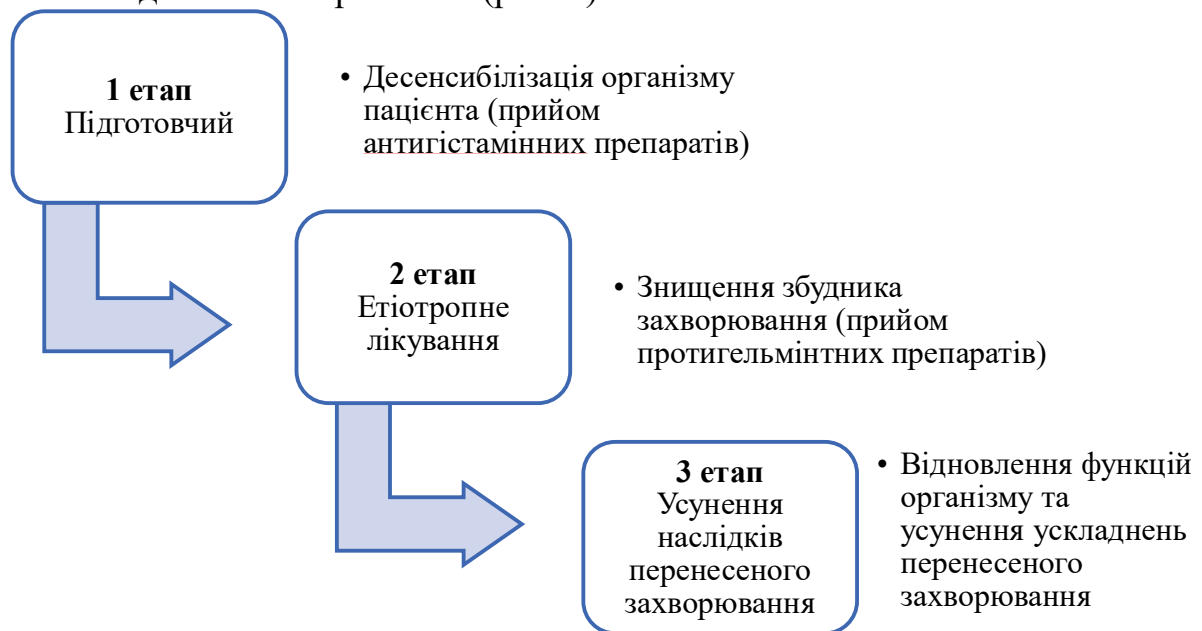 1 етап
Підготовчий
• Десенсибілізація організму
пацієнта (прийом
антигістамінних препаратів)
2 етап
Етіотропне
лікування
• Знищення збудника
захворювання (прийом
протигельмінтних препаратів)
3 етап
Усунення
наслідків
перенесеного
захворювання
• Відновлення функцій
організму та
усунення ускладнень
перенесеного
захворювання